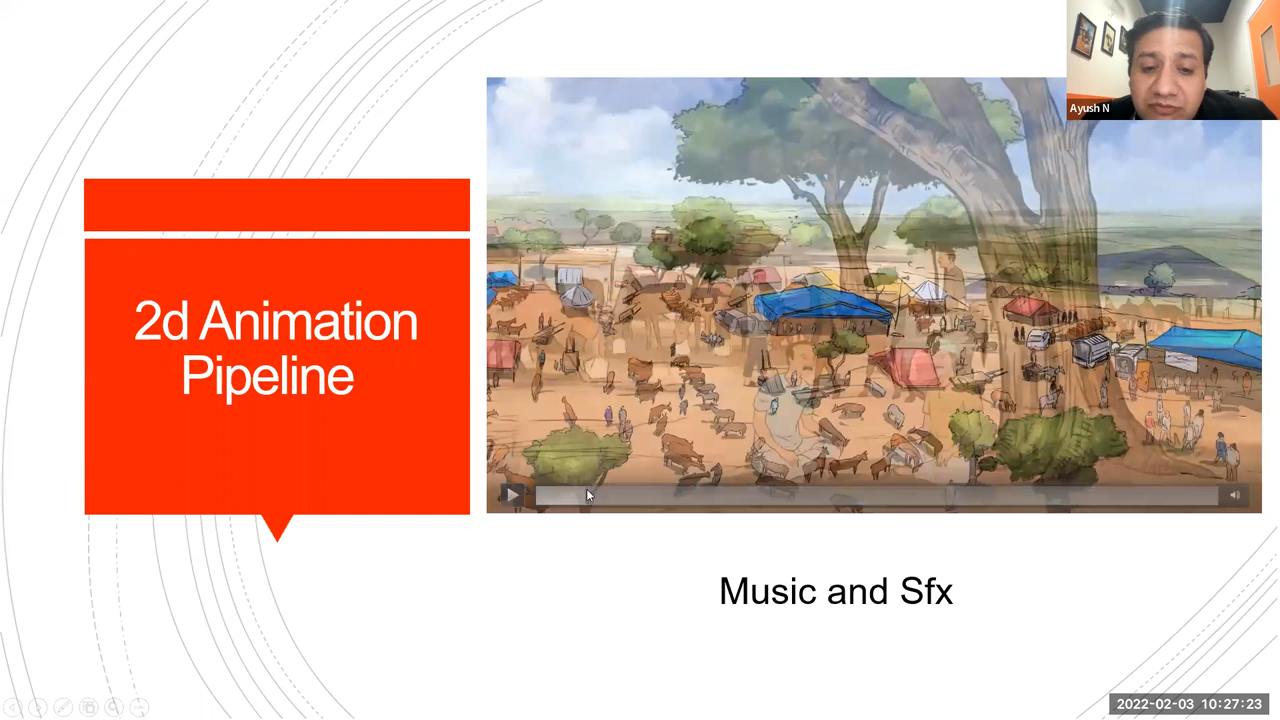 Ayush N
2d Animation
Pipeline
Music and Sfx
2022-02-03 10:27:23